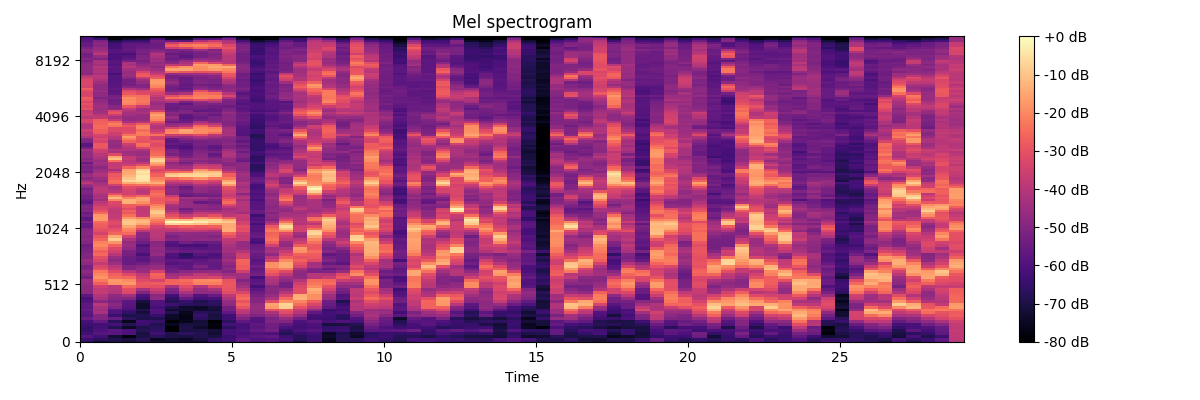 Mel spectrogram
8192
4096
2048
1024
512
0
Hz
0 5 10 15 20 25
Time
+0 dB
-10 dB
-20 dB
-30 dB
-40 dB
-50 dB
-60 dB
-70 dB
-80 dB